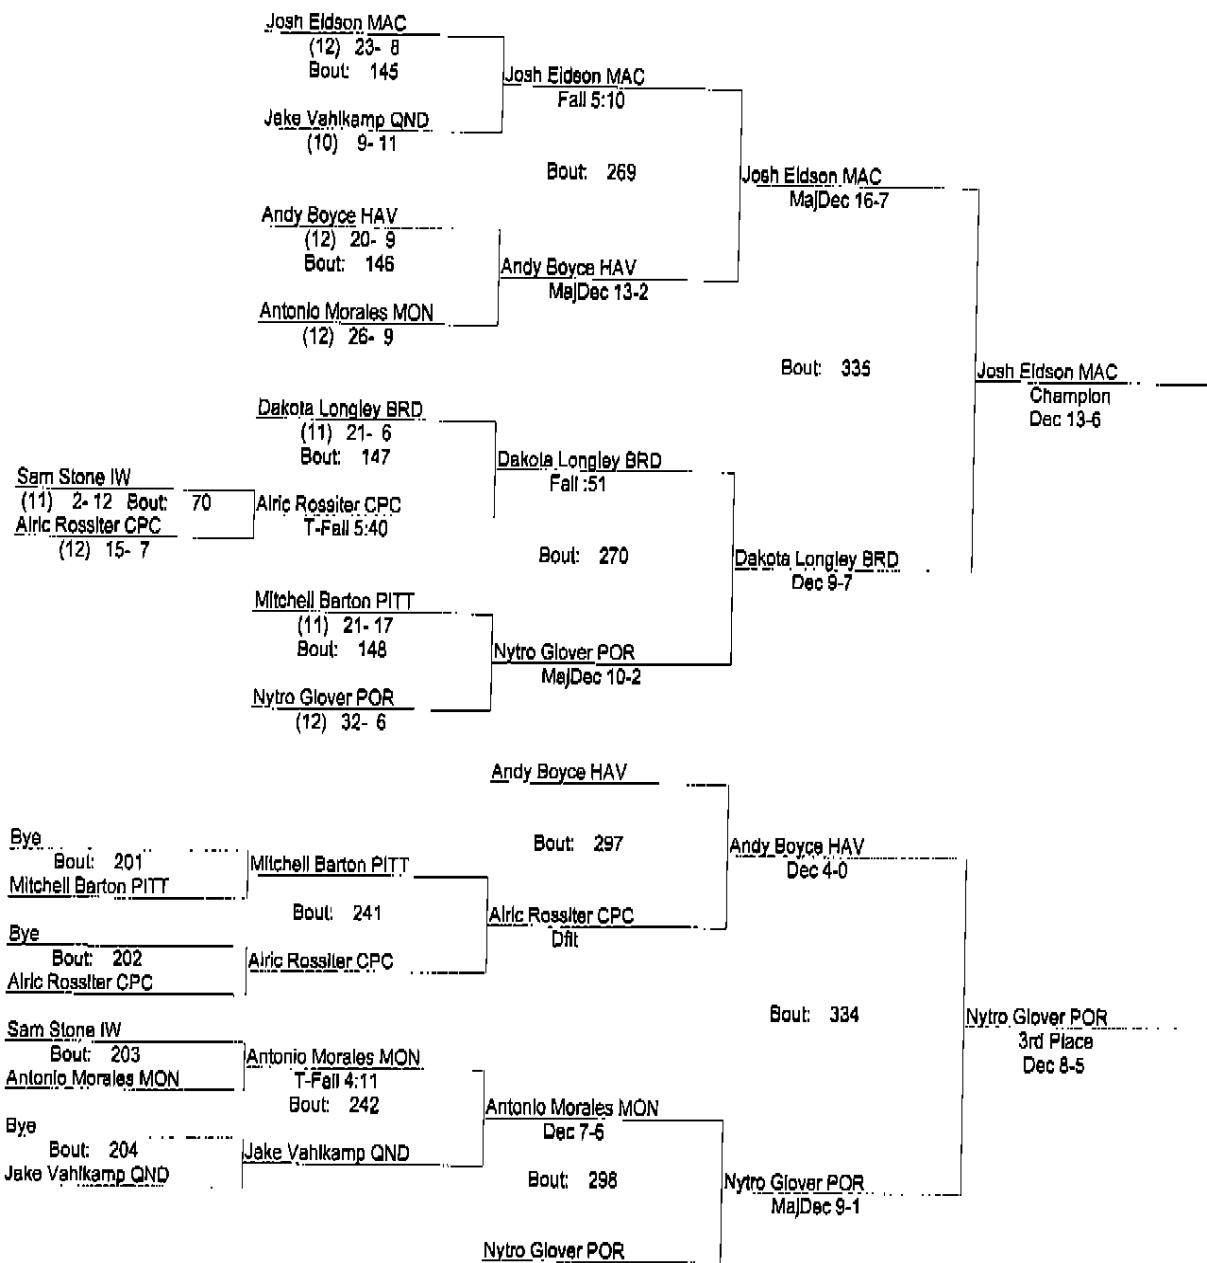 Josh Eidson MAC
(12) 23- 8
Bout: 145
Josh Eidson MAC
Fall 5:10
Jake Vahlkamp QND
(10) 9- 11
Bout: 269
Josh Eidson MAC
MajDec 16-7
Andy Boyce HAV
(12) 20- 9
Bout: 146
Andy Boyce HAV
MajDec 13-2
Antonio Morales MON
(12) 26- 9
Bout: 335
Josh Eidson MAC
Champion
Dec 13-6
Dakota Longley BRD
(11) 21- 6
Bout: 147
Dakota Longley BRD
Fall :51
Sam Stone IW
(11) 2- 12 Bout: 70
Alric Rossiter CPC
(12) 15- 7
Alric Rossiter CPC
T-Fall 5:40
Bout: 270
Dakota Longley BRD
Dec 9-7
Mitchell Barton PITT
(11) 21- 17
Bout: 148
Nytro Glover POR
MajDec 10-2
Nytro Glover POR
(12) 32- 6
Andy Boyce HAV
Bout: 297
Andy Boyce HAV
Dec 4-0
Bye
Bout: 201
Mitchell Barton PITT
Mitchell Barton PITT
Bout: 241
Alric Rossiter CPC
Dflt
Bye
Bout: 202
Alric Rossiter CPC
Alric Rossiter CPC
Bout: 334
Nytro Glover POR
3rd Place
Dec 8-5
Sam Stone IW
Bout: 203
Antonio Morales MON
Antonio Morales MON
T-Fall 4:11
Bout: 242
Antonio Morales MON
Dec 7-6
Bye
Bout: 204
Jake Vahlkamp QND
Jake Vahlkamp QND
Bout: 298
Nytro Glover POR
MajDec 9-1
Nytro Glover POR